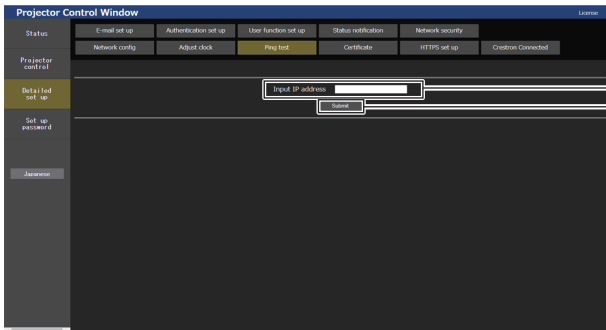 Projector Control Window
License
Status
E-mail set up
Authentication set up
User function set up
Status notification
Network security
Network config
Adjust clock
Ping test
Certificate
HTTPS set up
Crestron Connected
Projector
control
Detailed
set up
Set up
password
Japanese
Input IP address
Submit